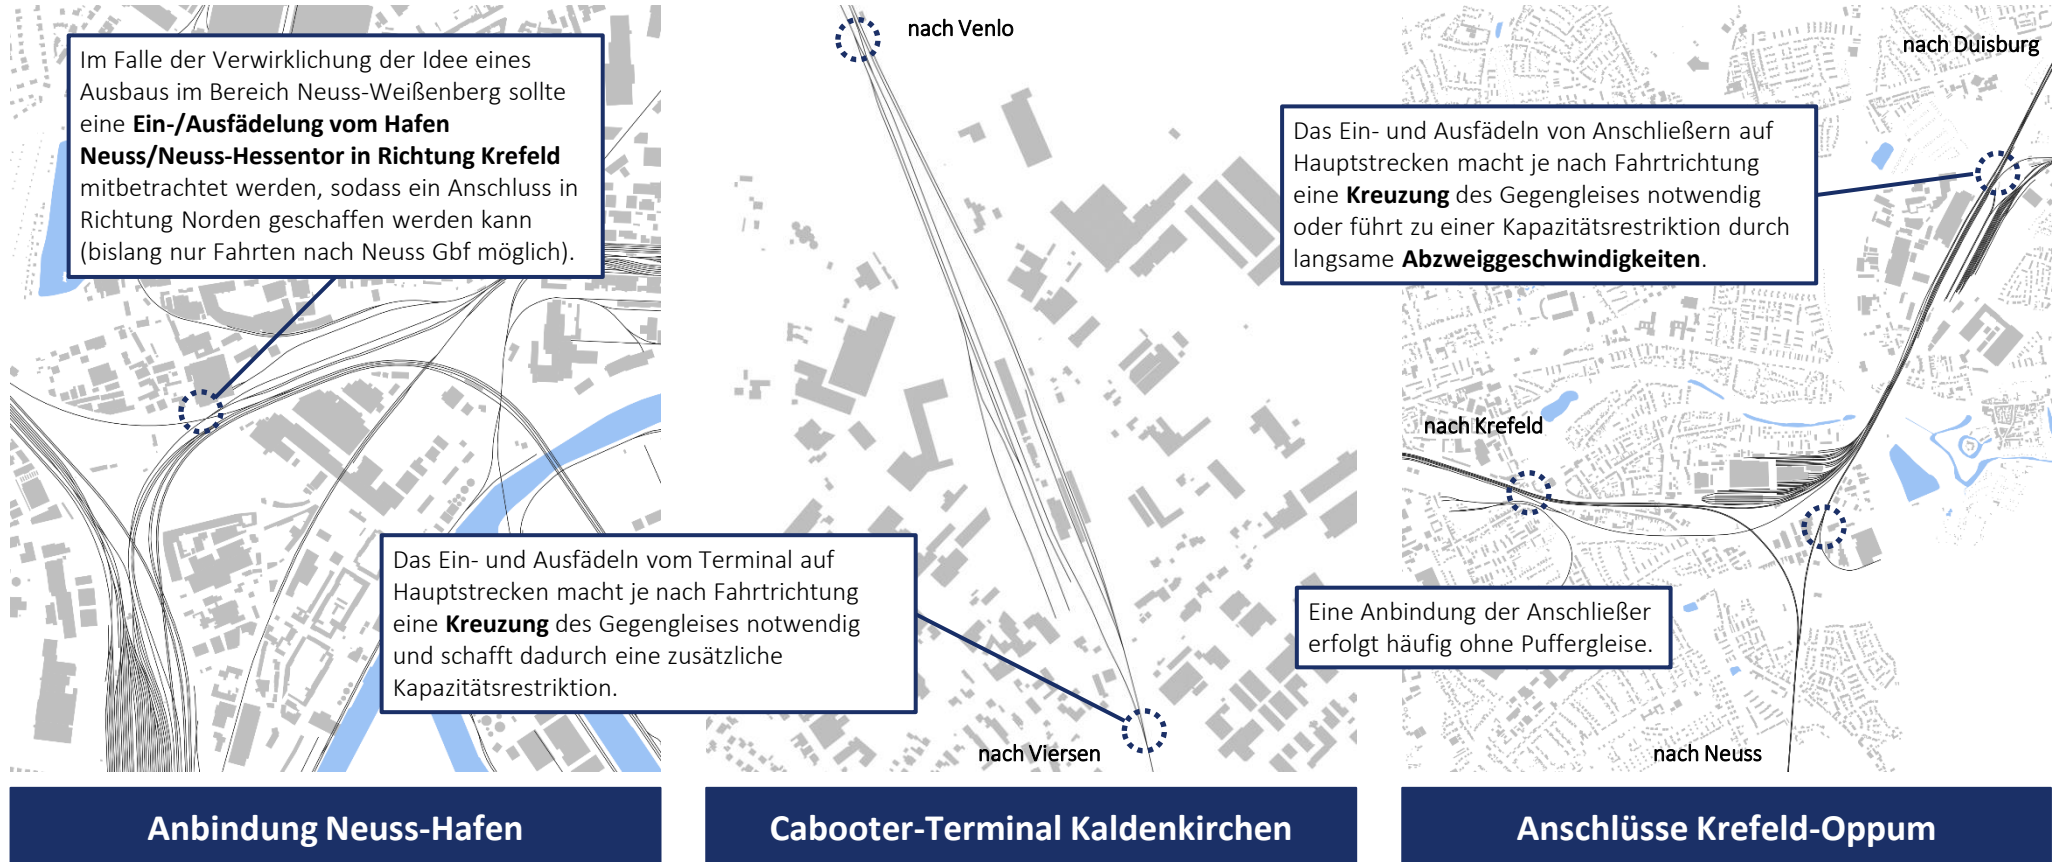 Im Falle der Verwirklichung der Idee eines
Ausbaus im Bereich Neuss-Weißenberg sollte
eine Ein-/Ausfädelung vom Hafen
Neuss/Neuss-Hessentor in Richtung Krefeld
mitbetrachtet werden, sodass ein Anschluss in
Richtung Norden geschaffen werden kann
(bislang nur Fahrten nach Neuss Gbf möglich).
Anbindung Neuss-Hafen
nach Venlo
Das Ein- und Ausfädeln vom Terminal auf
Hauptstrecken macht je nach Fahrtrichtung
eine Kreuzung des Gegengleises notwendig
und schafft dadurch eine zusätzliche
Kapazitätsrestriktion.
nach Viersen
Cabooter-Terminal Kaldenkirchen
nach Duisburg
Das Ein- und Ausfädeln von Anschließern auf
Hauptstrecken macht je nach Fahrtrichtung
eine Kreuzung des Gegengleises notwendig
oder führt zu einer Kapazitätsrestriktion durch
langsame Abzweiggeschwindigkeiten.
nach Krefeld
Eine Anbindung der Anschließer
erfolgt häufig ohne Puffergleise.
nach Neuss
Anschlüsse Krefeld-Oppum